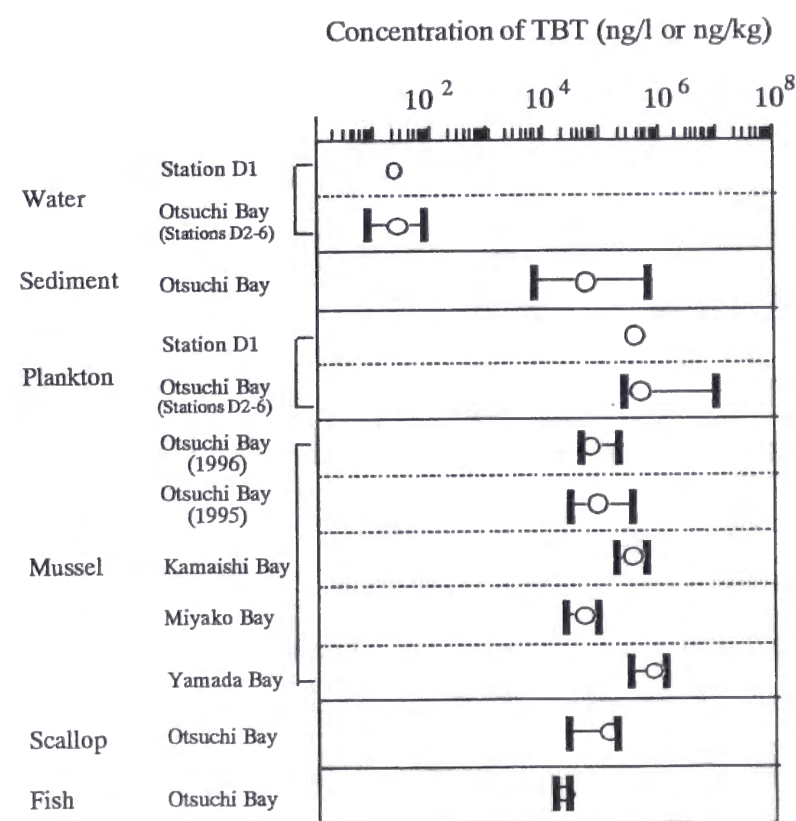 Concentration of TBT (ng/l or ng/kg)
10 2 10 4 10 6 10 8
Water
Station D1
Otsuchi Bay
(Stations D2-6)
Sediment
Otsuchi Bay
Plankton
Station D1
Otsuchi Bay
(Stations D2-6)
Mussel
Otsuchi Bay
(1996)
Otsuchi Bay
(1995)
Kamaishi Bay
Miyako Bay
Yamada Bay
Scallop
Otsuchi Bay
Fish
Otsuchi Bay